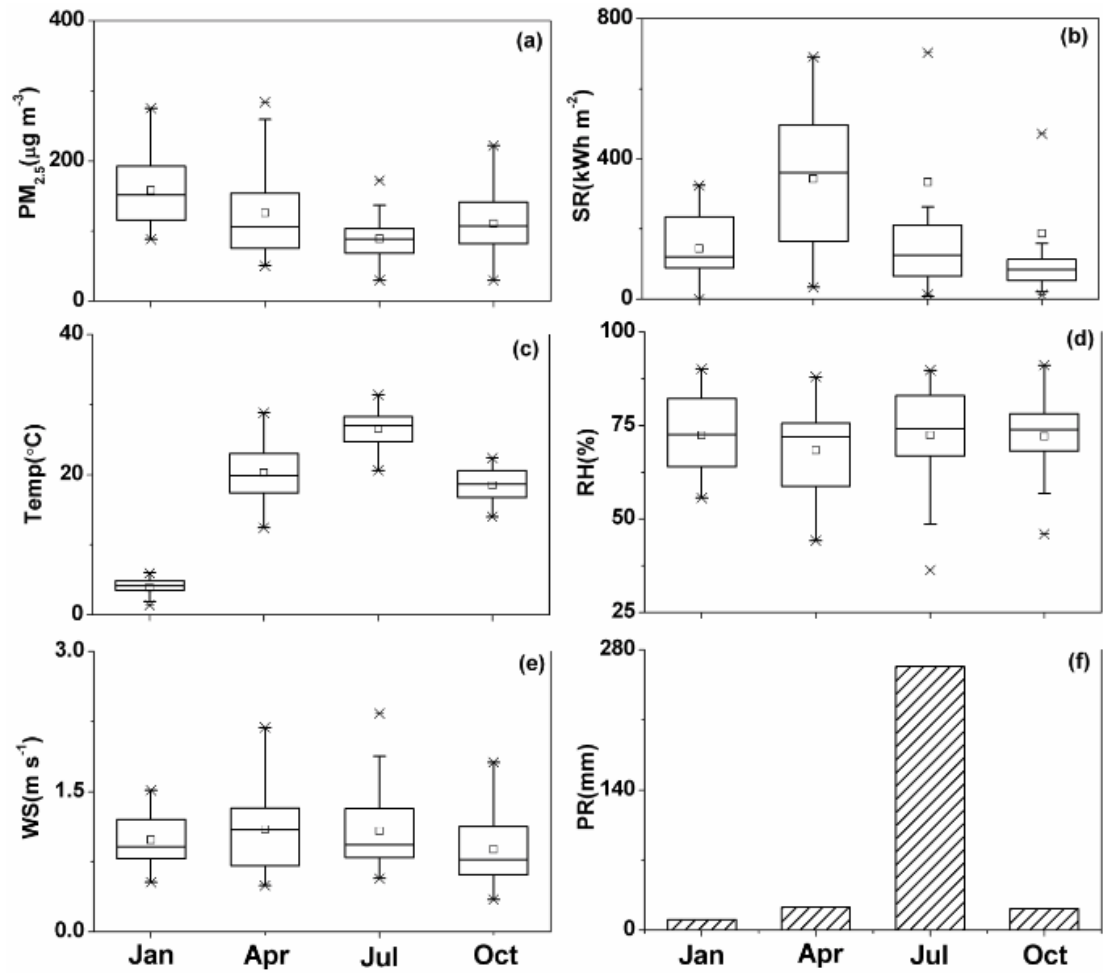 400
200
0
PM2.5(μg m−3)
(a)
800
400
0
SR(kWh m−2)
(b)
40
20
0
Temp(°C)
(c)
100
75
50
25
RH(%)
(d)
3.0
1.5
0.0
WS(m s-1)
(e)
Jan Apr Jul Oct
280
140
0
PR(mm)
(f)
Jan Apr Jul Oct